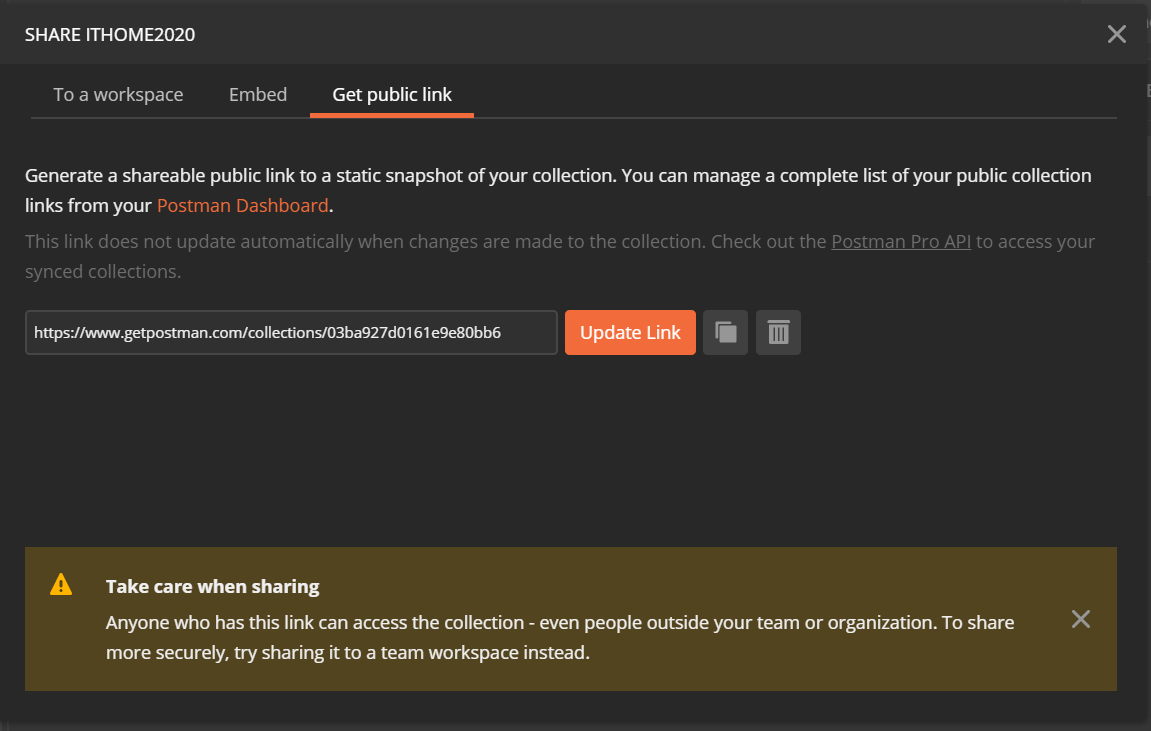 SHARE ITHOME2020
To a workspace
Embed
Get public link
Generate a shareable public link to a static snapshot of your collection. You can manage a complete list of your public collection
links from your Postman Dashboard.
This link does not update automatically when changes are made to the collection. Check out the Postman Pro API to access your
synced collections.
https://www.getpostman.com/collections/03ba927d0161e9e80bb6
Update Link
Take care when sharing
Anyone who has this link can access the collection - even people outside your team or organization. To share
more securely, try sharing it to a team workspace instead.